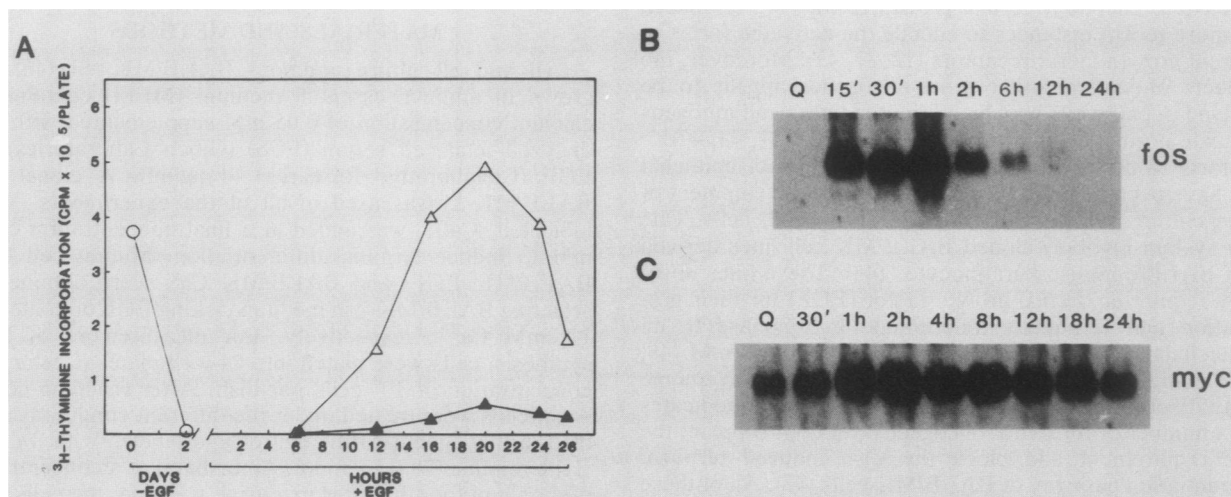 A
³H-THYMIDINE INCORPORATION (CPM x 10 5/PLATE)
6
5
4
3
2
1
0 2 2 4 6 8 10 12 14 16 18 20 22 24 26
DAYS
-EGF
HOURS
+EGF
B
Q 15' 30' 1h 2h 6h 12h 24h
fos
C
Q 30' 1h 2h 4h 8h 12h 18h 24h
myc